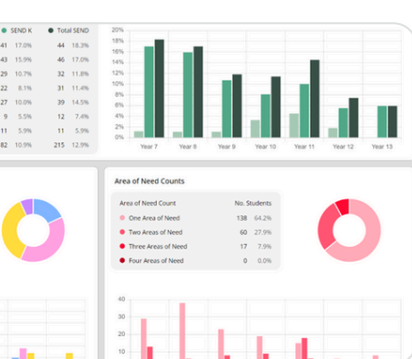 SEND K Total SEND
41 17.0% 44 18.3%
43 15.9% 46 17.0%
29 10.7% 32 11.8%
22 8.1% 31 11.4%
27 10.0% 39 14.5%
9 5.5% 12 7.4%
11 5.9% 11 5.9%
82 10.9% 215 12.9%
20%
18%
16%
14%
12%
10%
8%
6%
4%
2%
0%
Year 7 Year 8 Year 9 Year 10 Year 11 Year 12 Year 13
Area of Need Counts
Area of Need Count No. Students
One Area of Need 138 64.2%
Two Areas of Need 60 27.9%
Three Areas of Need 17 7.9%
Four Areas of Need 0 0.0%
40
30
20
10